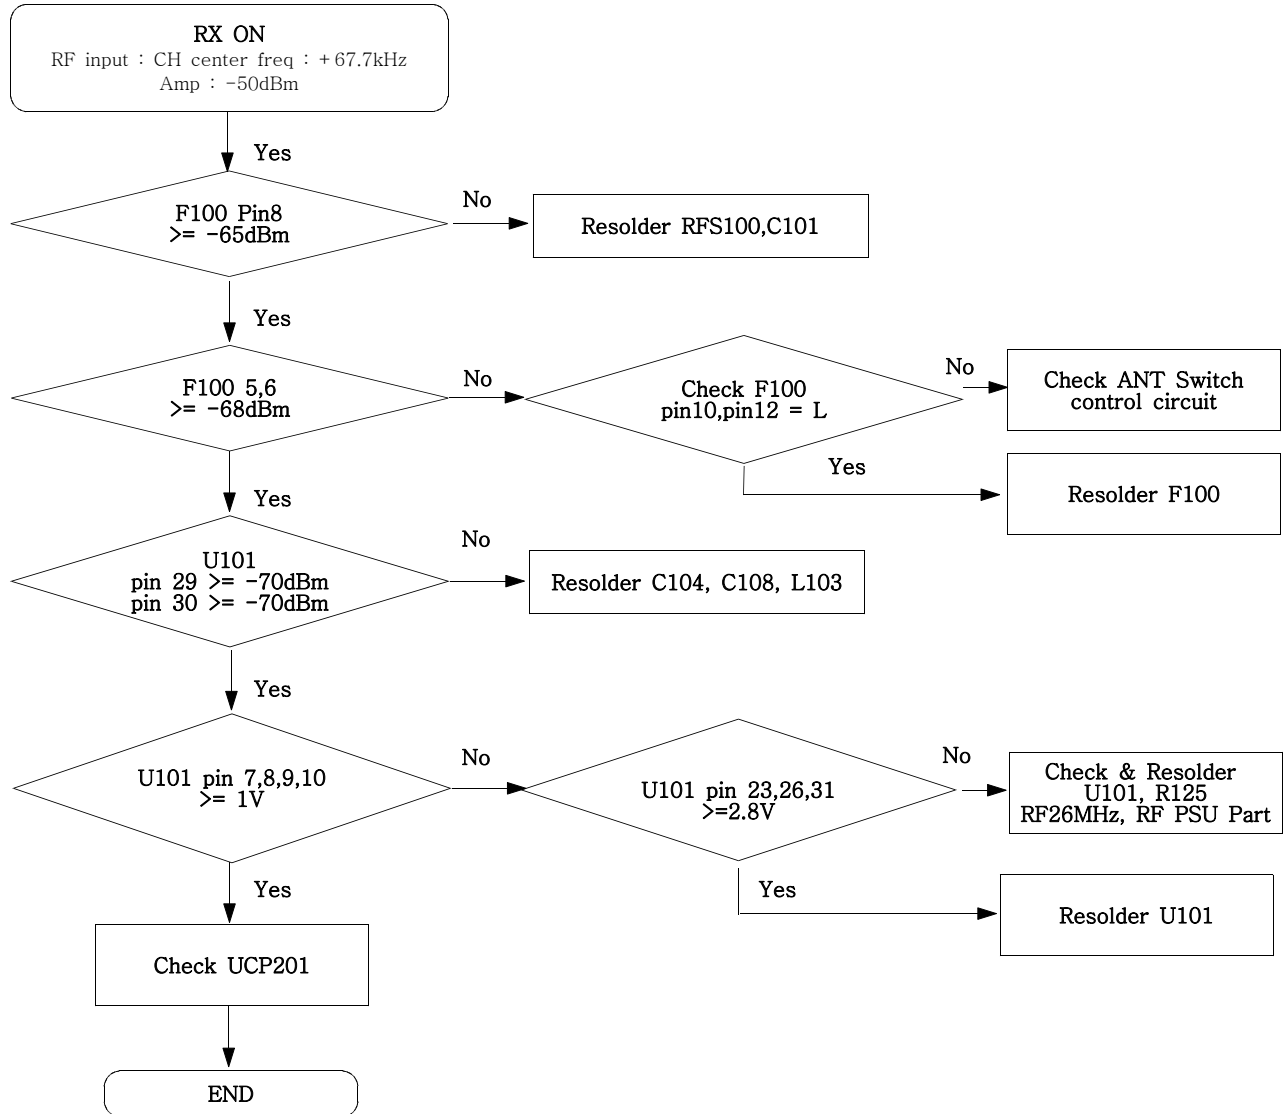 RX ON
RF input : CH center freq : +67.7kHz
Amp : -50dBm
Yes
F100 Pin8
>= -65dBm
No
Resolder RFS100,C101
Yes
F100 5,6
>= -68dBm
No
Check F100
pin10,pin12 = L
No
Check ANT Switch
control circuit
Yes
Resolder F100
Yes
U101
pin 29 >= -70dBm
pin 30 >= -70dBm
No
Resolder C104, C108, L103
Yes
U101 pin 7,8,9,10
>= 1V
No
U101 pin 23,26,31
>=2.8V
No
Check & Resolder
U101, R125
RF26MHz, RF PSU Part
Yes
Resolder U101
Yes
Check UCP201
END